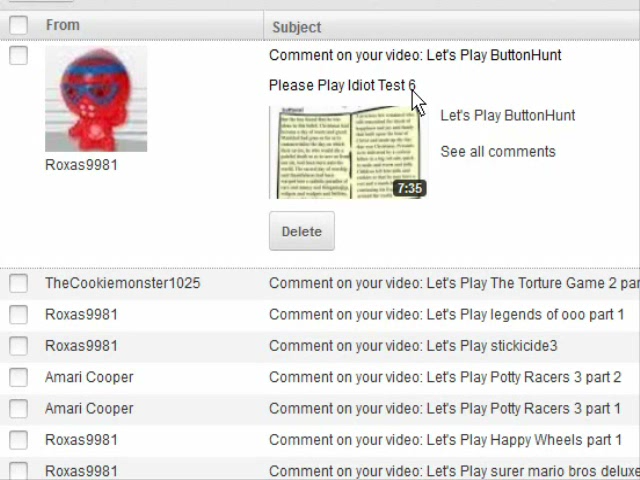 From Subject
Comment on your video: Let's Play ButtonHunt
Please Play Idiot Test 6
Let's Play ButtonHunt
See all comments
7:35
Roxas9981
Delete
TheCookiemonster1025 Comment on your video: Let's Play The Torture Game 2 par
Roxas9981 Comment on your video: Let's Play legends of ooo part 1
Roxas9981 Comment on your video: Let's Play stickicide3
Amari Cooper Comment on your video: Let's Play Potty Racers 3 part 2
Amari Cooper Comment on your video: Let's Play Potty Racers 3 part 1
Roxas9981 Comment on your video: Let's Play Happy Wheels part 1
Roxas9981 Comment on your video: Let's Play surer mario bros deluxe